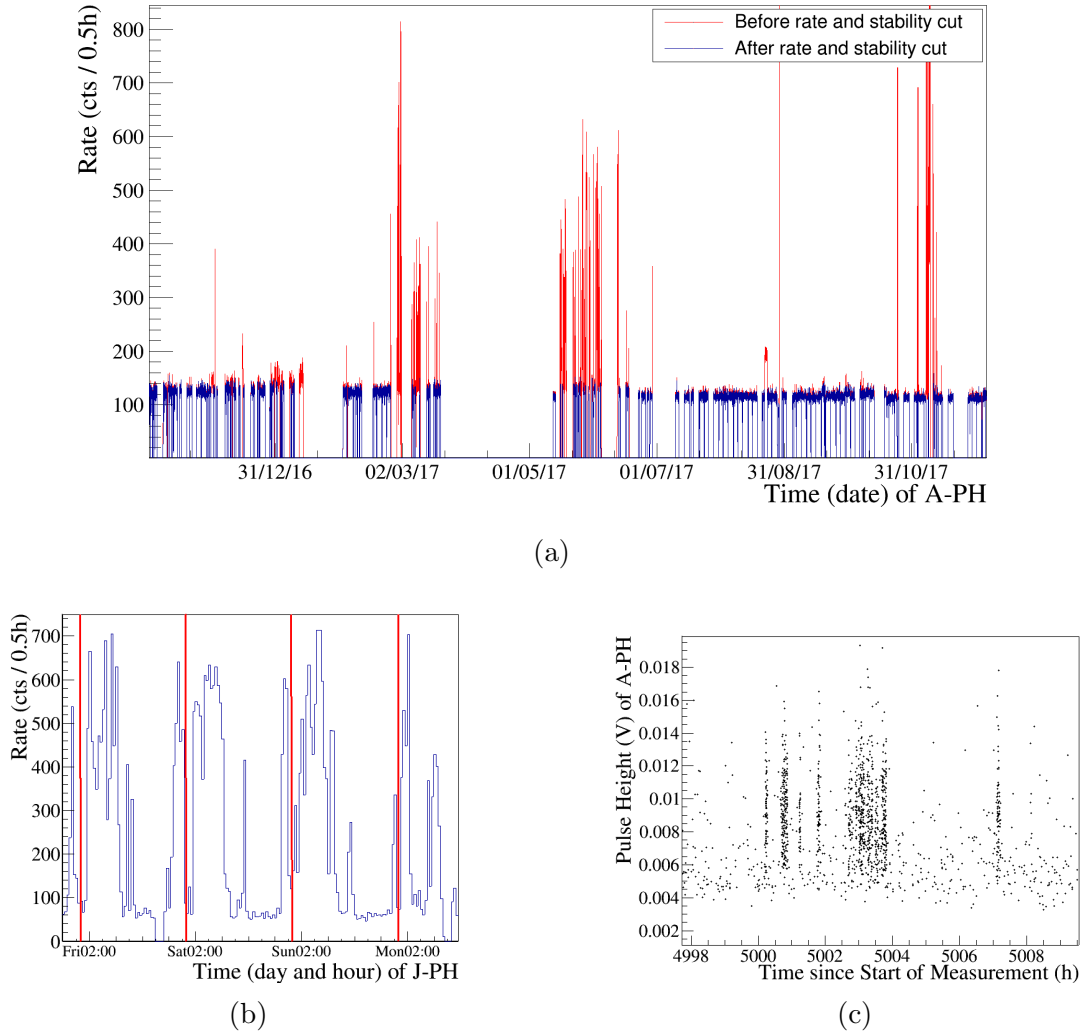 Rate (cts / 0.5h)
800
700
600
500
400
300
200
100
Before rate and stability cut
After rate and stability cut
31/12/16 02/03/17 01/05/17 01/07/17 31/08/17 31/10/17
Time (date) of A-PH
(a)
Rate (cts / 0.5h)
700
600
500
400
300
200
100
0
Fri02:00 Sat02:00 Sun02:00 Mon02:00
Time (day and hour) of J-PH
(b)
Pulse Height (V) of A-PH
0.018
0.016
0.014
0.012
0.01
0.008
0.006
0.004
0.002
4998 5000 5002 5004 5006 5008
Time since Start of Measurement (h)
(c)